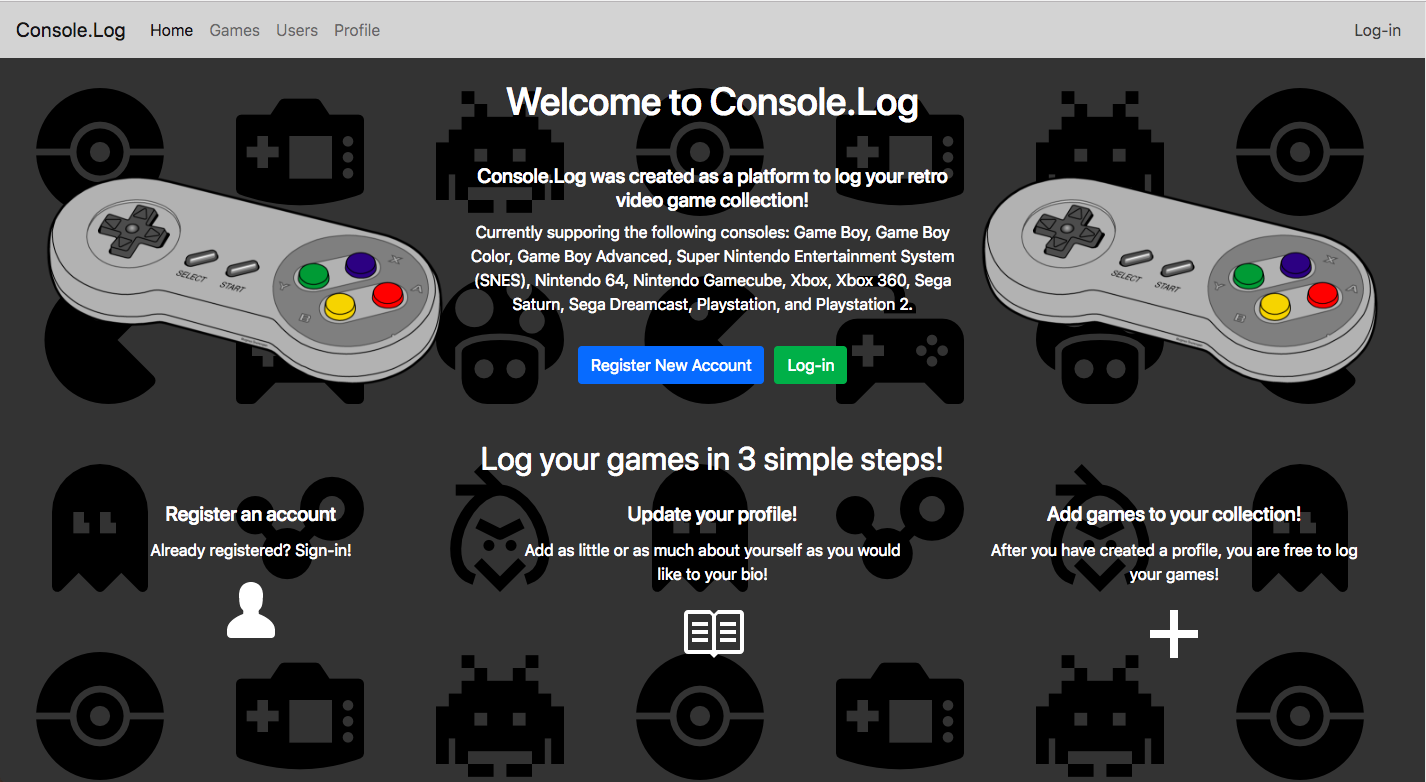 Console.Log Home Games Users Profile Log-in
Welcome to Console.Log
Console.Log was created as a platform to log your retro
video game collection!
Currently supporing the following consoles: Game Boy, Game Boy
Color, Game Boy Advanced, Super Nintendo Entertainment System
(SNES), Nintendo 64, Nintendo Gamecube, Xbox, Xbox 360, Sega
Saturn, Sega Dreamcast, Playstation, and Playstation 2.
SELECT START Y X B A
SELECT START Y X B A
Register New Account Log-in
Log your games in 3 simple steps!
Register an account
Already registered? Sign-in!
Update your profile!
Add as little or as much about yourself as you would
like to your bio!
Add games to your collection!
After you have created a profile, you are free to log
your games!